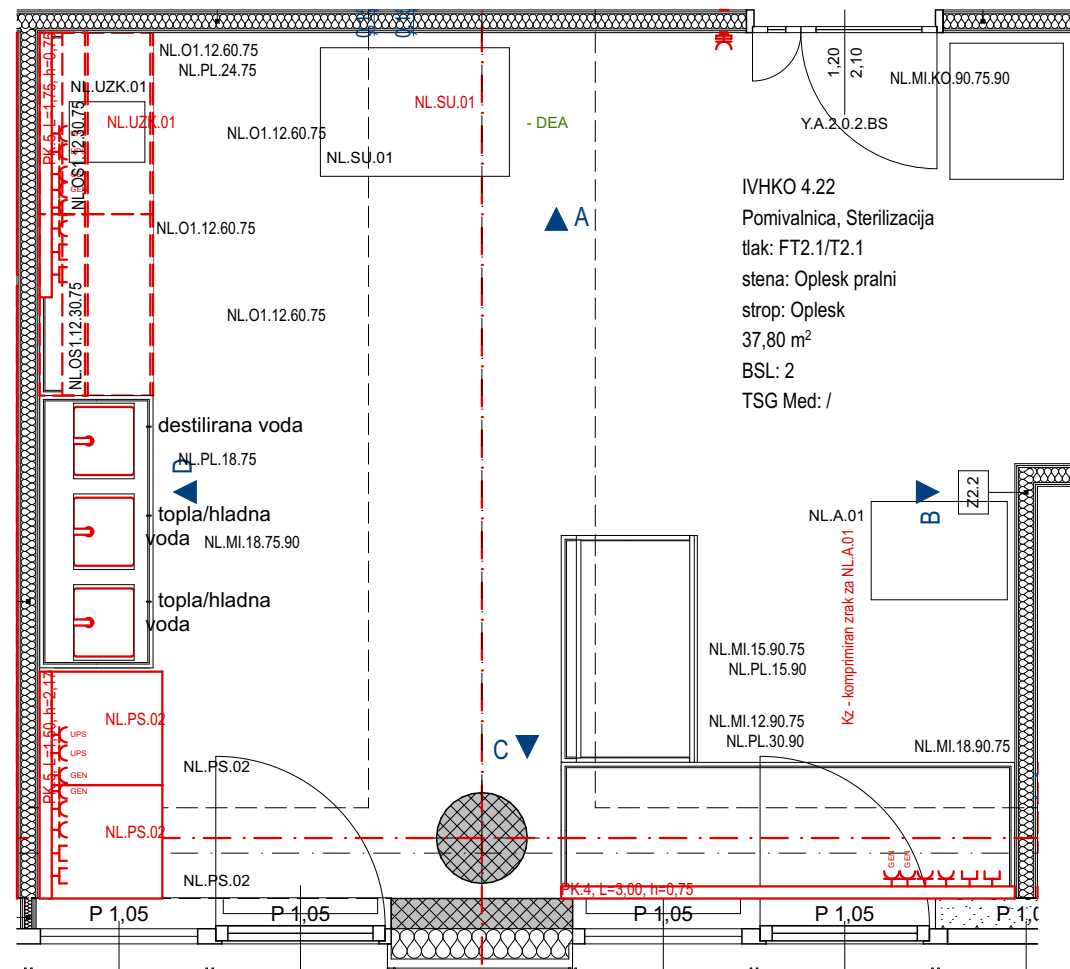 NL.O1.12.60.75
NL.PL.24.75
PK.5, L=1,75, h=0,75
NL.UZK.01
NL.UZK.01
NL.OS1.12.30.75
NL.O1.12.60.75
NL.SU.01
NL.SU.01
- DEA
1,20
2,10
NL.MI.KO.90.75.90
Y.A.2.0.2.BS
IVHKO 4.22
Pomivalnica, Sterilizacija
tlak: FT2.1/T2.1
stena: Oplesk pralni
strop: Oplesk
37,80 m²
BSL: 2
TSG Med: /
A
NL.O1.12.60.75
NL.O1.12.60.75
NL.OS1.12.30.75
destilirana voda
NL.PL.18.75
D
topla/hladna
voda
NL.MI.18.75.90
topla/hladna
voda
B
Z2.2
NL.A.01
Kz - komprimiran zrak za NL.A.01
NL.MI.15.90.75
NL.PL.15.90
NL.MI.12.90.75
NL.PL.30.90
NL.MI.18.90.75
C
PK.5, L=1,50, h=2,17
NL.PS.02
UPS
UPS
GEN
GEN
NL.PS.02
NL.PS.02
NL.PS.02
GEN
GEN
PK.4, L=3,00, h=0,75
P 1,05
P 1,05
P 1,05
P 1,05